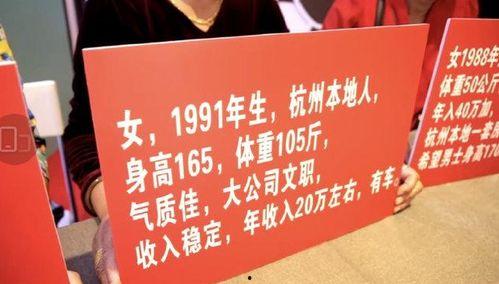 女，1991年生，杭州本地人，
身高165，体重105斤，
气质佳，大公司文职，
收入稳定，年收入20万左右，有车
女1988年
体重50公斤
年入40万加，
杭州本地一套
希望男士身高170